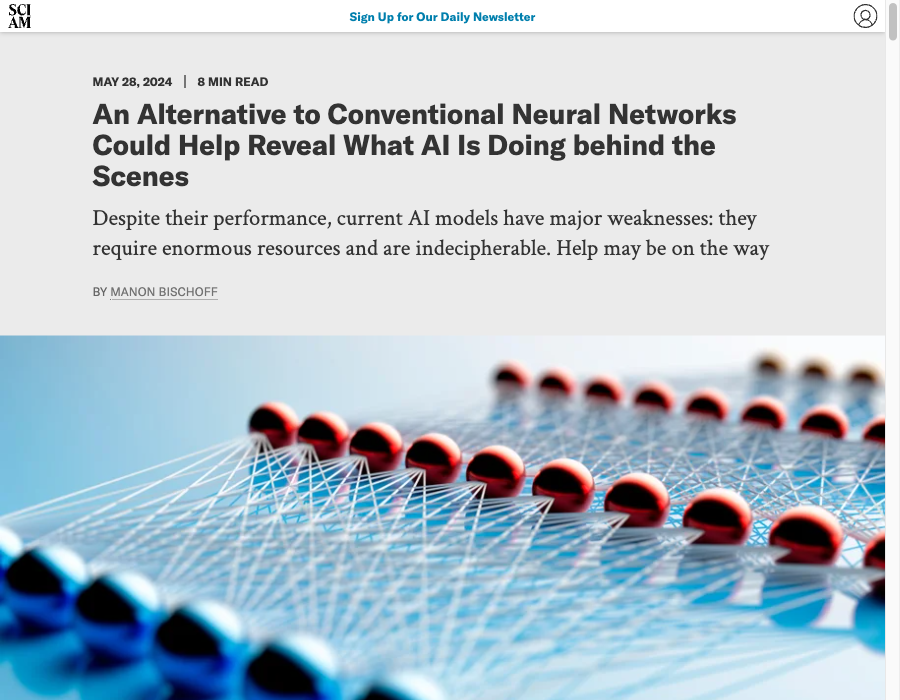 SCI
AM
Sign Up for Our Daily Newsletter
MAY 28, 2024 | 8 MIN READ
An Alternative to Conventional Neural Networks
Could Help Reveal What AI Is Doing behind the
Scenes
Despite their performance, current AI models have major weaknesses: they
require enormous resources and are indecipherable. Help may be on the way
BY MANON BISCHOFF